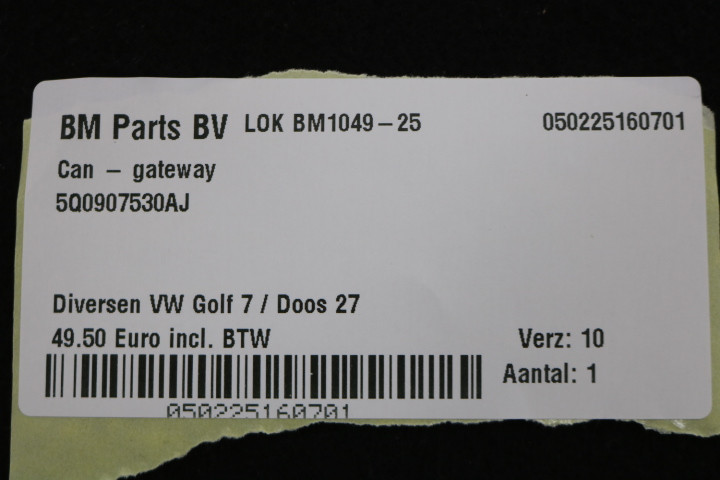 BM Parts BV LOK BM1049-25 050225160701
Can - gateway
5Q0907530AJ
Diversen VW Golf 7 / Doos 27
49.50 Euro incl. BTW Verz: 10
Aantal: 1
050225160701